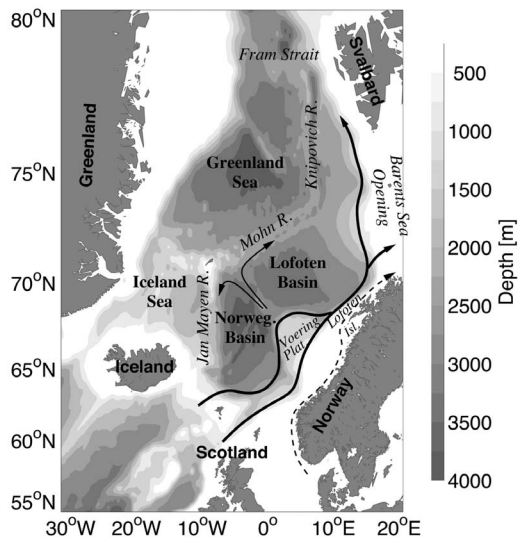 80°N
75°N
70°N
65°N
60°N
55°N
30°W
20°W
10°W
0°
10°E
20°E
Fram Strait
Svalbard
Greenland
Knipovich R.
Greenland
Sea
Barents Sea
Opening
Mohn R.
Lofoten
Basin
Iceland
Sea
Jan Mayen R.
Norweg.
Basin
Voering
Plat.
Lofoten
Isl.
Iceland
Norway
Scotland
500
1000
1500
2000
2500
3000
3500
4000
Depth [m]